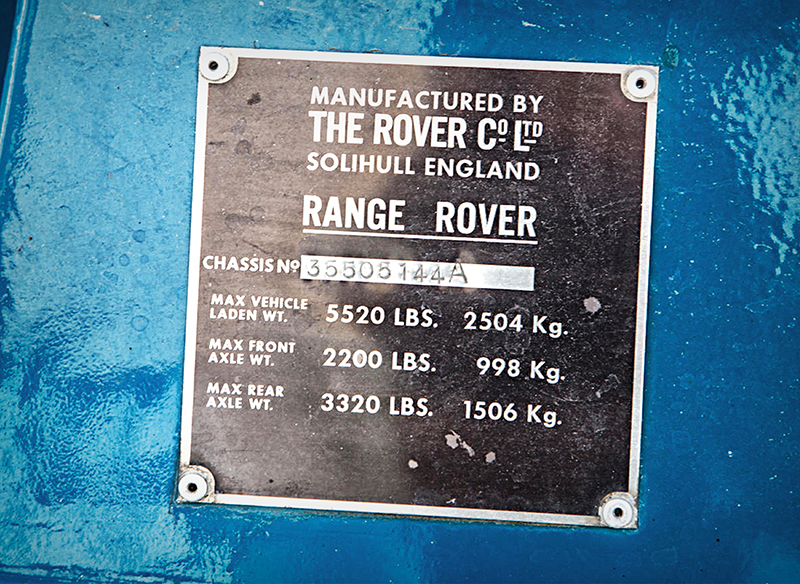 MANUFACTURED BY
THE ROVER Cº LTD
SOLIHULL ENGLAND
RANGE ROVER
CHASSIS Nº 35505144A
MAX VEHICLE LADEN WT. 5520 LBS. 2504 Kg.
MAX FRONT AXLE WT. 2200 LBS. 998 Kg.
MAX REAR AXLE WT. 3320 LBS. 1506 Kg.